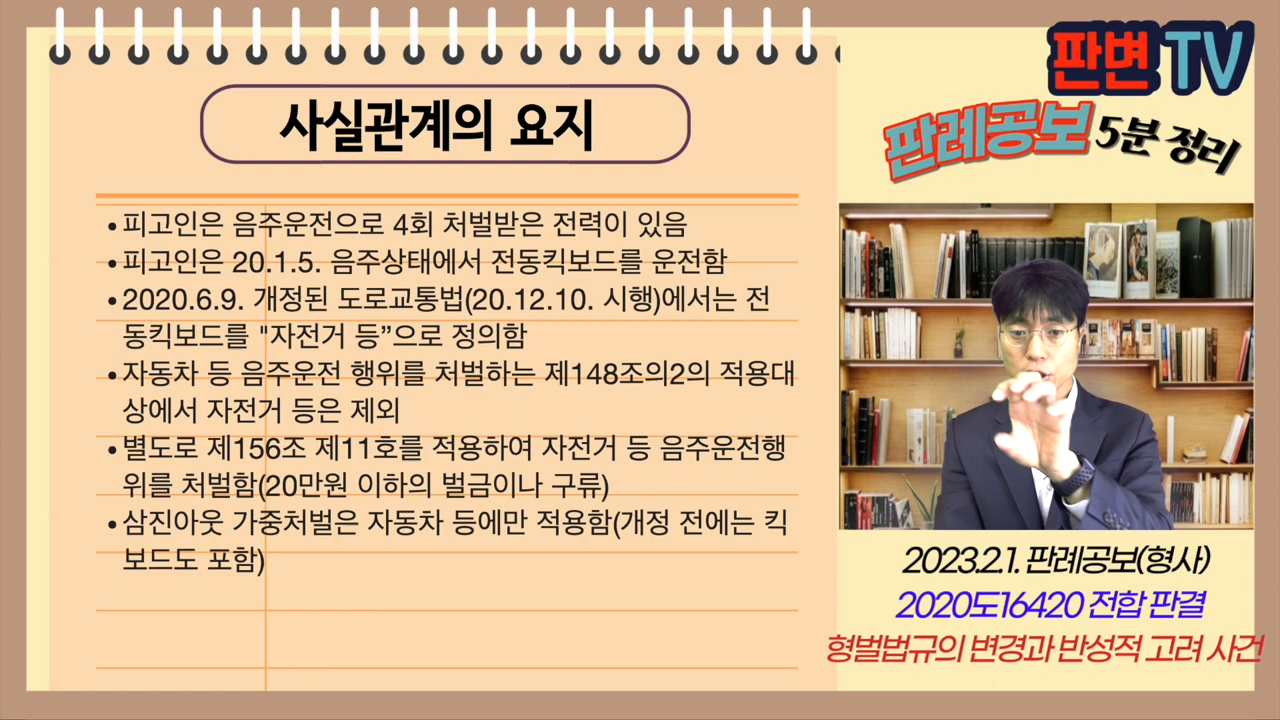 사실관계의 요지
•피고인은 음주운전으로 4회 처벌받은 전력이 있음
•피고인은 20.1.5. 음주상태에서 전동킥보드를 운전함
•2020.6.9. 개정된 도로교통법(20.12.10. 시행)에서는 전
동킥보드를 "자전거 등”으로 정의함
•자동차 등 음주운전 행위를 처벌하는 제148조의2의 적용대
상에서 자전거 등은 제외
•별도로 제156조 제11호를 적용하여 자전거 등 음주운전행
위를 처벌함(20만원 이하의 벌금이나 구류)
•삼진아웃 가중처벌은 자동차 등에만 적용함(개정 전에는 킥
보드도 포함)
판변 TV
판례공보 5분 정리
2023.2.1. 판례공보(형사)
2020도16420 전합 판결
형벌법규의 변경과 반성적 고려 사건